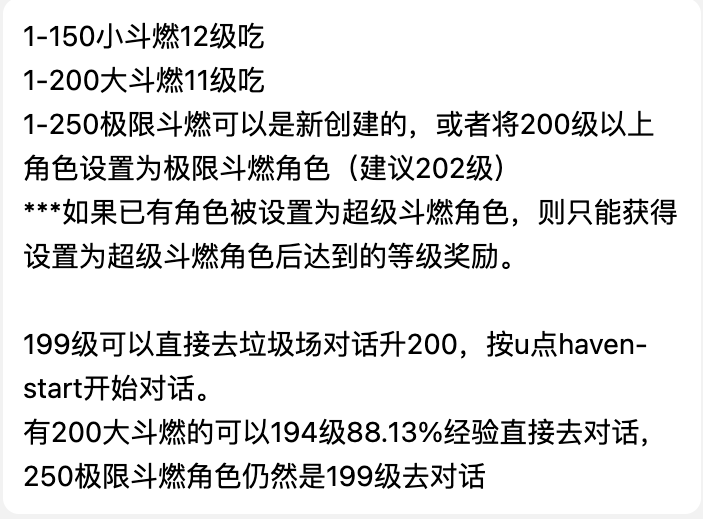 1-150小斗燃12级吃
1-200大斗燃11级吃
1-250极限斗燃可以是新创建的，或者将200级以上
角色设置为极限斗燃角色（建议202级）
***如果已有角色被设置为超级斗燃角色，则只能获得
设置为超级斗燃角色后达到的等级奖励。
199级可以直接去垃圾场对话升200，按u点haven-
start开始对话。
有200大斗燃的可以194级88.13%经验直接去对话，
250极限斗燃角色仍然是199级去对话